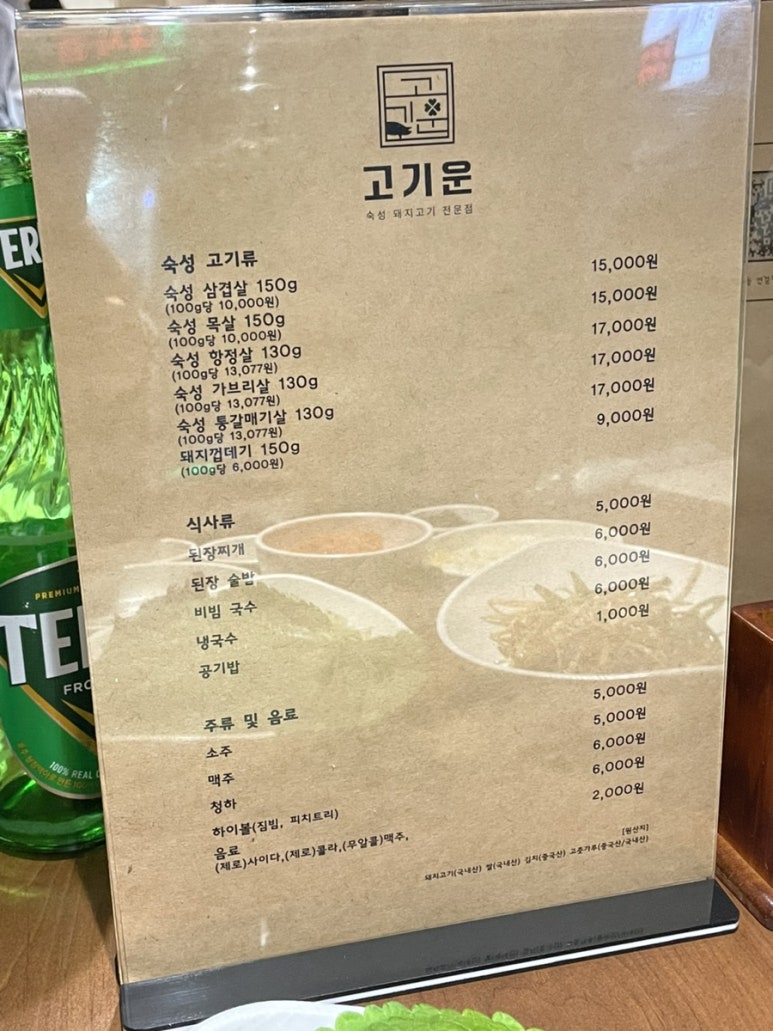 고기운
고기운
숙성 돼지고기 전문점
숙성 고기류
숙성 삼겹살 150g 15,000원
(100g당 10,000원)
숙성 목살 150g 15,000원
(100g당 10,000원)
숙성 항정살 130g 17,000원
(100g당 13,077원)
숙성 가브리살 130g 17,000원
(100g당 13,077원)
숙성 통갈매기살 130g 17,000원
(100g당 13,077원)
돼지껍데기 150g 9,000원
(100g당 6,000원)
식사류
된장찌개 5,000원
된장 술밥 6,000원
비빔 국수 6,000원
냉국수 6,000원
공기밥 1,000원
주류 및 음료
소주 5,000원
맥주 5,000원
청하 6,000원
하이볼(짐빔, 피치트리) 6,000원
음료 2,000원
(제로)사이다,(제로)콜라,(무알콜)맥주,
[원산지]
돼지고기(국내산) 쌀(국내산) 김치(중국산) 고춧가루(중국산/국내산)
TER
PREMIUM
TER
FRO
100% REAL